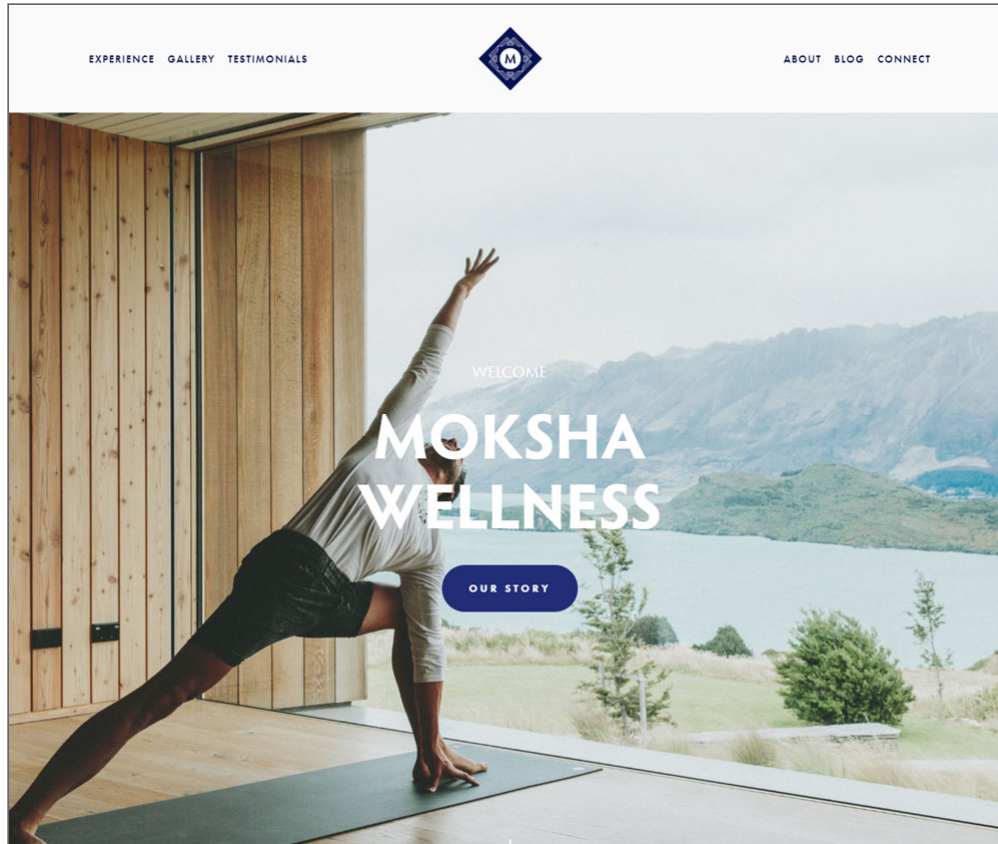 EXPERIENCE GALLERY TESTIMONIALS
M
ABOUT BLOG CONNECT
WELCOME
MOKSHA
WELLNESS
OUR STORY